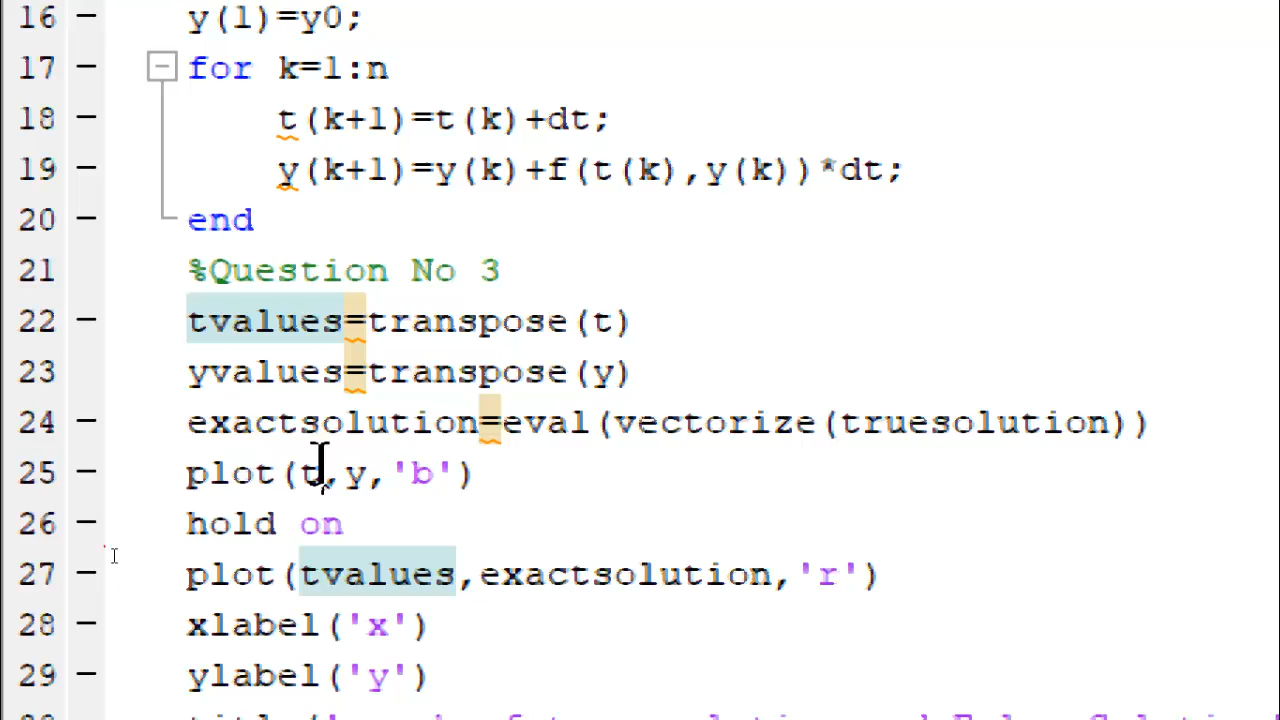 16 - y(1)=y0;
17 - for k=1:n
18 - t(k+1)=t(k)+dt;
19 - y(k+1)=y(k)+f(t(k),y(k))*dt;
20 - end
21 %Question No 3
22 - tvalues=transpose(t)
23 - yvalues=transpose(y)
24 - exactsolution=eval(vectorize(truesolution))
25 - plot(t,y,'b')
26 - hold on
27 - plot(tvalues,exactsolution,'r')
28 - xlabel('x')
29 - ylabel('y')